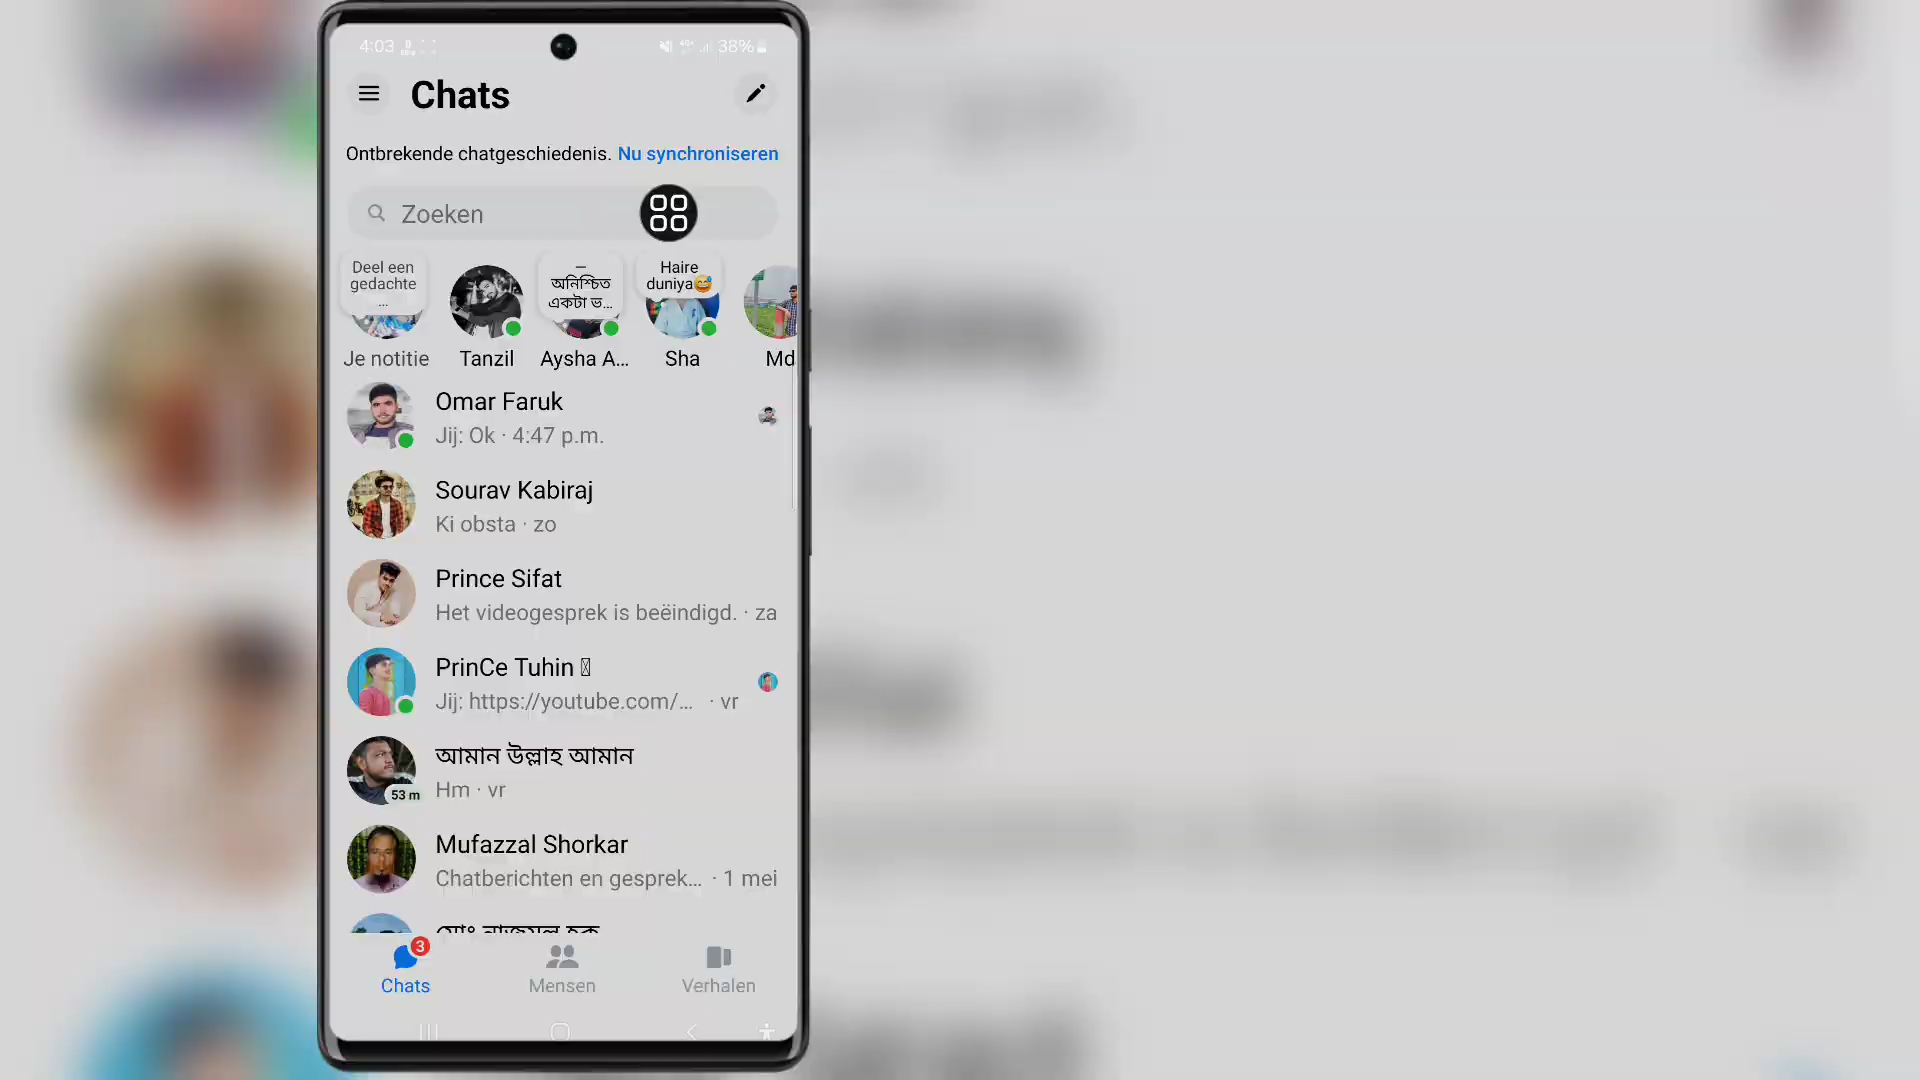 4:03
38%
Chats
Ontbrekende chatgeschiedenis. Nu synchroniseren
Zoeken
Deel een
gedachte
...
—
অনিশ্চিত
একটা ভ...
Haire
duniya😅
Je notitie
Tanzil
Aysha A...
Sha
Md
Omar Faruk
Jij: Ok · 4:47 p.m.
Sourav Kabiraj
Ki obsta · zo
Prince Sifat
Het videogesprek is beëindigd. · za
PrinCe Tuhin
Jij: https://youtube.com/... · vr
আমান উল্লাহ আমান
53 m
Hm · vr
Mufazzal Shorkar
Chatberichten en gesprek... · 1 mei
3
Chats
Mensen
Verhalen